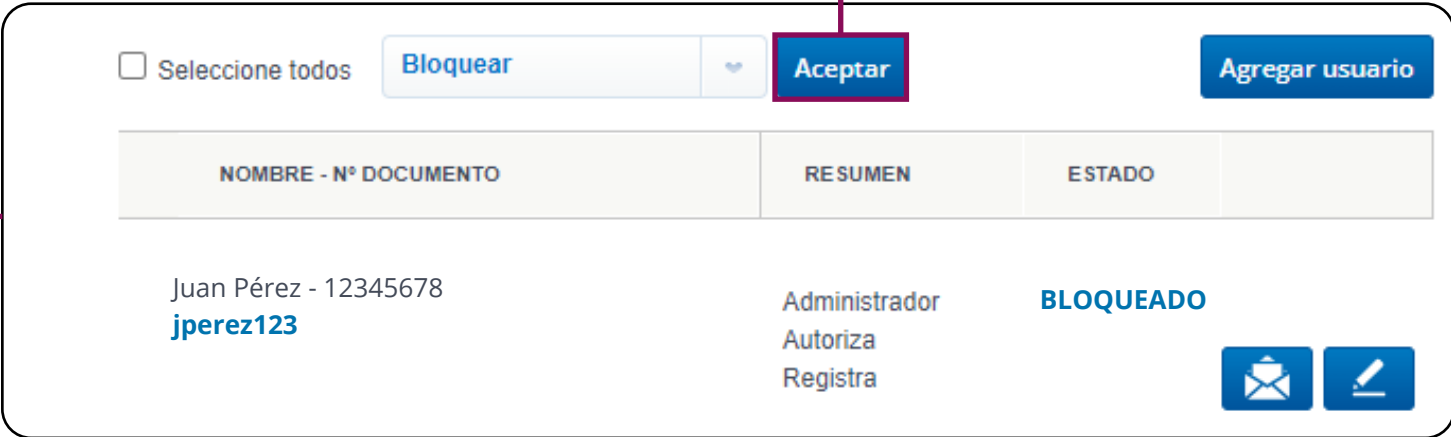 Seleccione todos Bloquear Aceptar Agregar usuario
NOMBRE - Nº DOCUMENTO RESUMEN ESTADO
Juan Pérez - 12345678
jperez123
Administrador BLOQUEADO
Autoriza
Registra